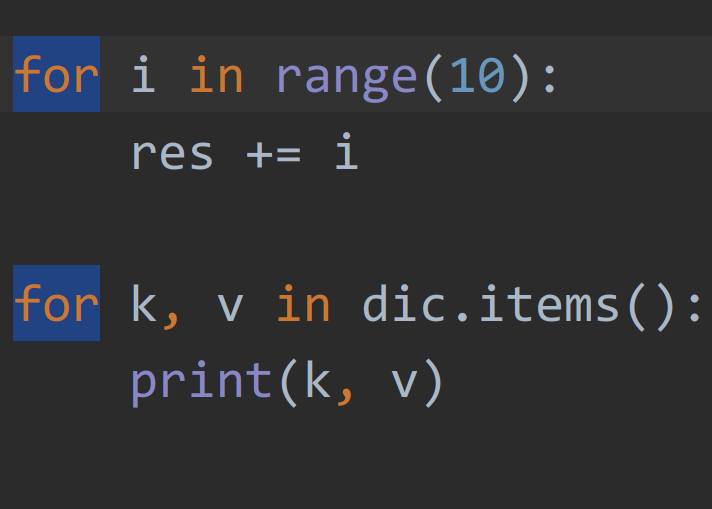 for i in range(10):
    res += i
for k, v in dic.items():
    print(k, v)